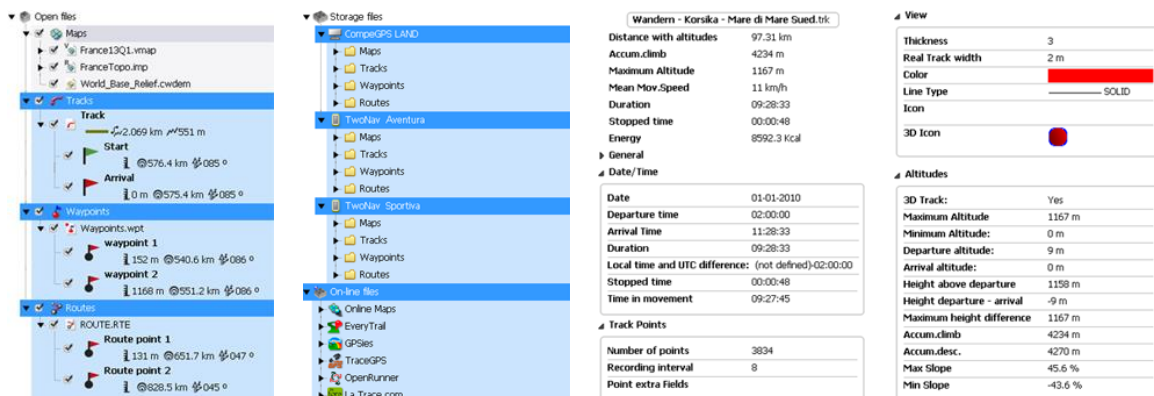 Open files
Maps
France13Q1.vmap
FranceTopo.imp
World_Base_Relief.cwdem
Tracks
Track
2.069 km 551 m
Start
576.4 km 085 º
Arrival
0 m 575.4 km 085 º
Waypoints
Waypoints.wpt
waypoint 1
152 m 540.6 km 086 º
waypoint 2
1168 m 551.2 km 086 º
Routes
ROUTE.RTE
Route point 1
131 m 651.7 km 047 º
Route point 2
828.5 km 045 º
Storage files
CompeGPS LAND
Maps
Tracks
Waypoints
Routes
TwoNav Aventura
Maps
Tracks
Waypoints
Routes
TwoNav Sportiva
Maps
Tracks
Waypoints
Routes
On-line files
Online Maps
EveryTrail
GPSies
TraceGPS
OpenRunner
La Trace.com
Wandern - Korsika - Mare di Mare Sued.trk
Distance with altitudes 97.31 km
Accum.climb 4234 m
Maximum Altitude 1167 m
Mean Mov.Speed 11 km/h
Duration 09:28:33
Stopped time 00:00:48
Energy 8592.3 Kcal
General
Date/Time
Date 01-01-2010
Departure time 02:00:00
Arrival Time 11:28:33
Duration 09:28:33
Local time and UTC difference: (not defined)-02:00:00
Stopped time 00:00:48
Time in movement 09:27:45
Track Points
Number of points 3834
Recording interval 8
Point extra Fields
View
Thickness 3
Real Track width 2 m
Color
Line Type SOLID
Icon
3D Icon
Altitudes
3D Track: Yes
Maximum Altitude 1167 m
Minimum Altitude: 0 m
Departure altitude: 9 m
Arrival altitude: 0 m
Height above departure 1158 m
Height departure - arrival -9 m
Maximum height difference 1167 m
Accum.climb 4234 m
Accum.desc. 4270 m
Max Slope 45.6 %
Min Slope -43.6 %